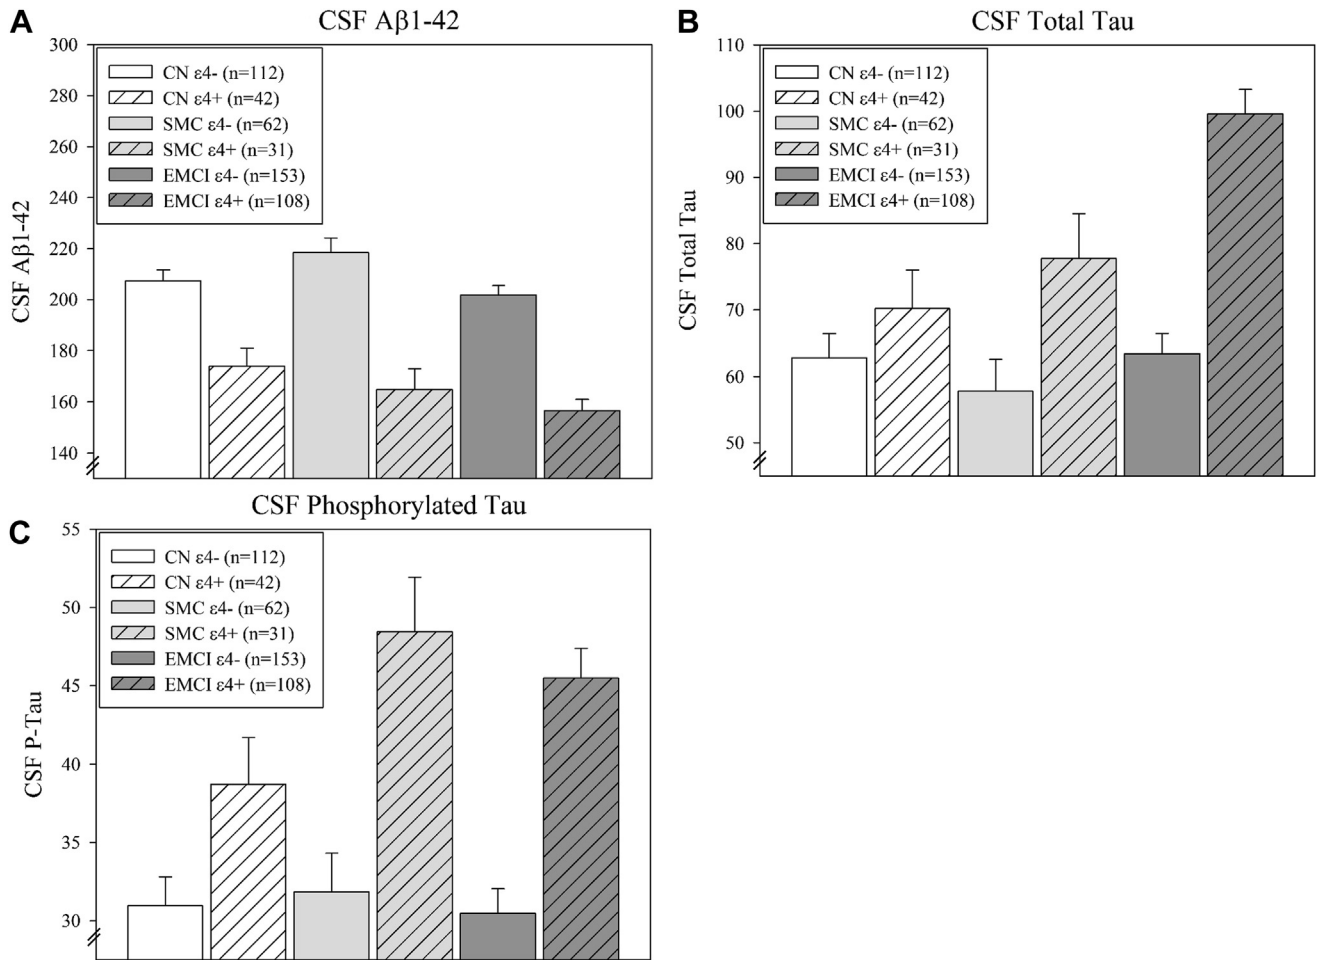 A
CSF Aβ1-42
CSF Aβ1-42
300
280
260
240
220
200
180
160
140
CN ε4- (n=112)
CN ε4+ (n=42)
SMC ε4- (n=62)
SMC ε4+ (n=31)
EMCI ε4- (n=153)
EMCI ε4+ (n=108)
B
CSF Total Tau
CSF Total Tau
110
100
90
80
70
60
50
CN ε4- (n=112)
CN ε4+ (n=42)
SMC ε4- (n=62)
SMC ε4+ (n=31)
EMCI ε4- (n=153)
EMCI ε4+ (n=108)
C
CSF Phosphorylated Tau
CSF P-Tau
55
50
45
40
35
30
CN ε4- (n=112)
CN ε4+ (n=42)
SMC ε4- (n=62)
SMC ε4+ (n=31)
EMCI ε4- (n=153)
EMCI ε4+ (n=108)